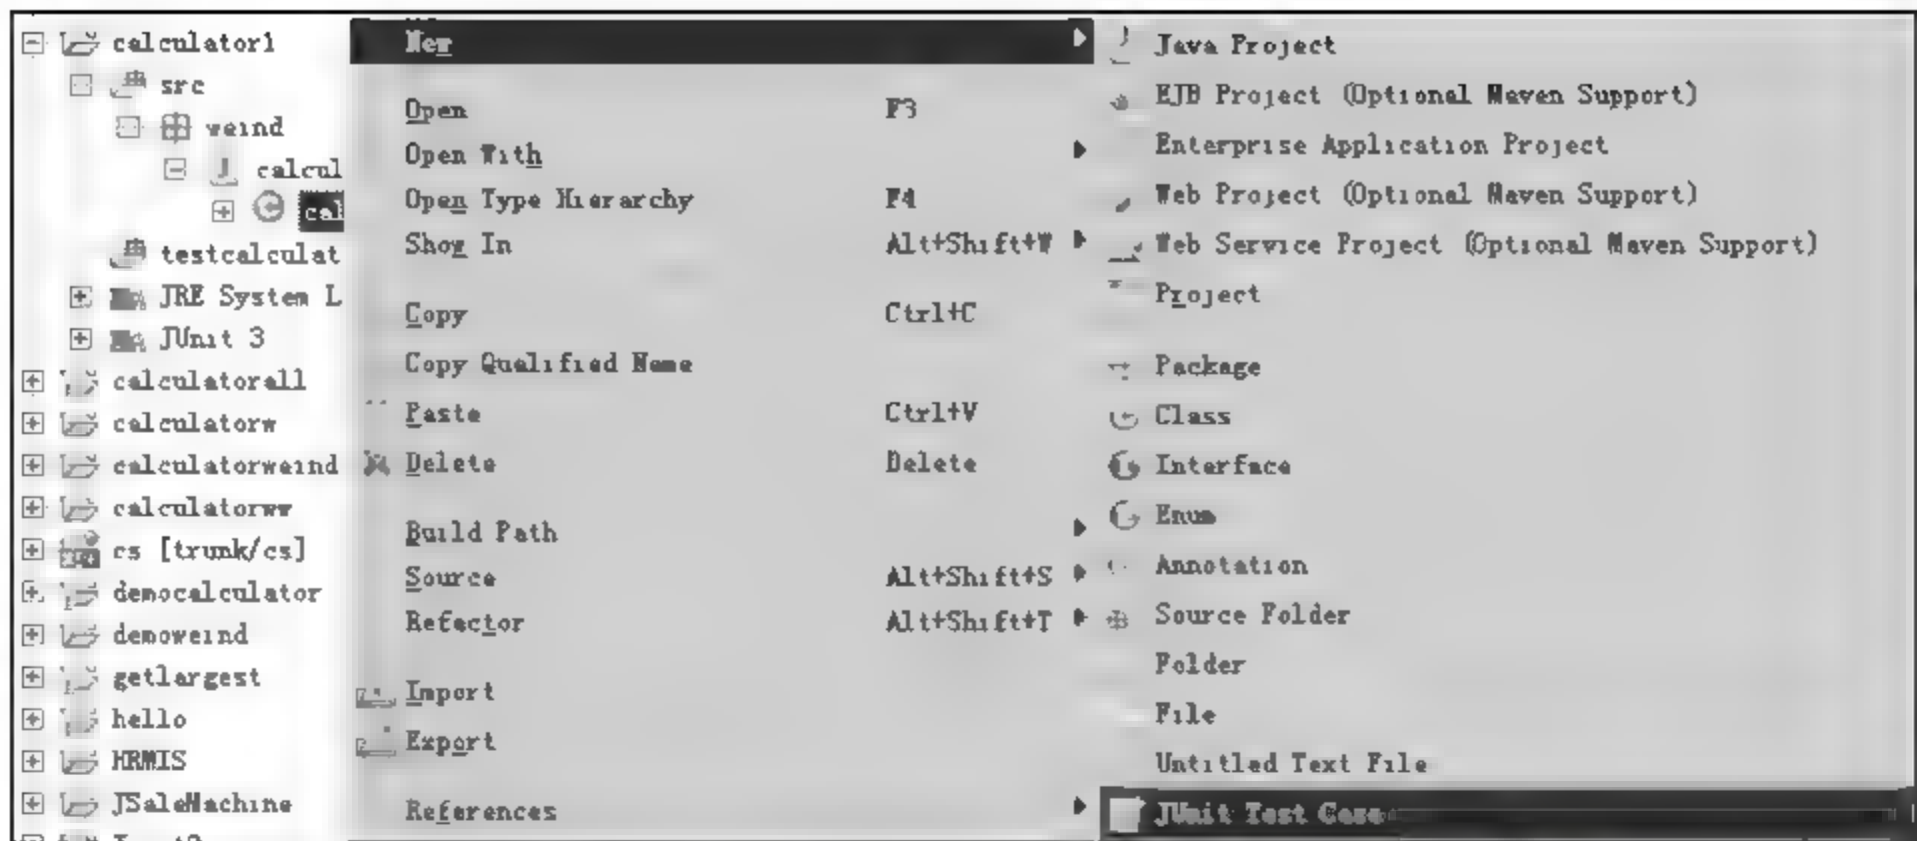 calculator1
src
weind
calcul
cal
testcalculat
JRE System L
JUnit 3
calculatorall
calculatorw
calculatorweind
calculatorww
cs [trunk/cs]
democalculator
demoweind
getlargest
hello
HRMIS
JSaleMachine
New
Open F3
Open With
Open Type Hierarchy F4
Show In Alt+Shift+W
Copy Ctrl+C
Copy Qualified Name
Paste Ctrl+V
Delete Delete
Build Path
Source Alt+Shift+S
Refactor Alt+Shift+T
Import
Export
References
Java Project
EJB Project (Optional Maven Support)
Enterprise Application Project
Web Project (Optional Maven Support)
Web Service Project (Optional Maven Support)
Project
Package
Class
Interface
Enum
Annotation
Source Folder
Folder
File
Untitled Text File
JUnit Test Case